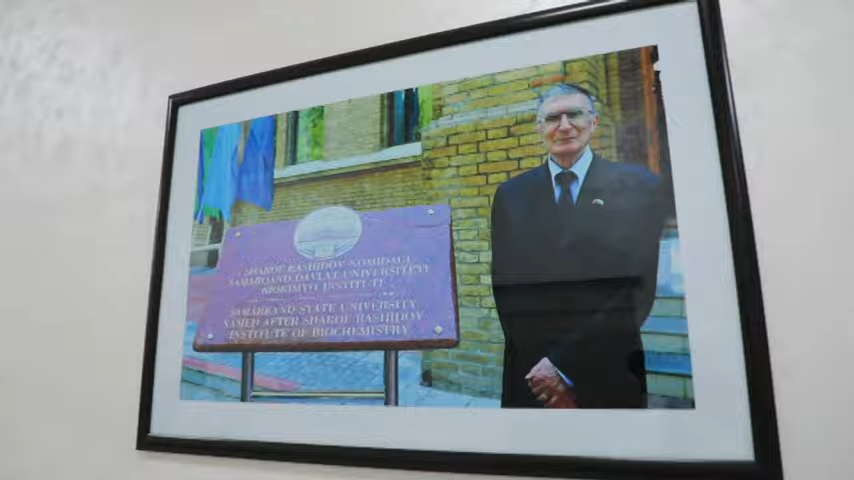 SHAROF RASHIDOV NOMIDAGI
SAMARQAND DAVLAT UNIVERSITETI
BIOKIMYO INSTITUTI
SAMARKAND STATE UNIVERSITY
NAMED AFTER SHAROF RASHIDOV
INSTITUTE OF BIOCHEMISTRY